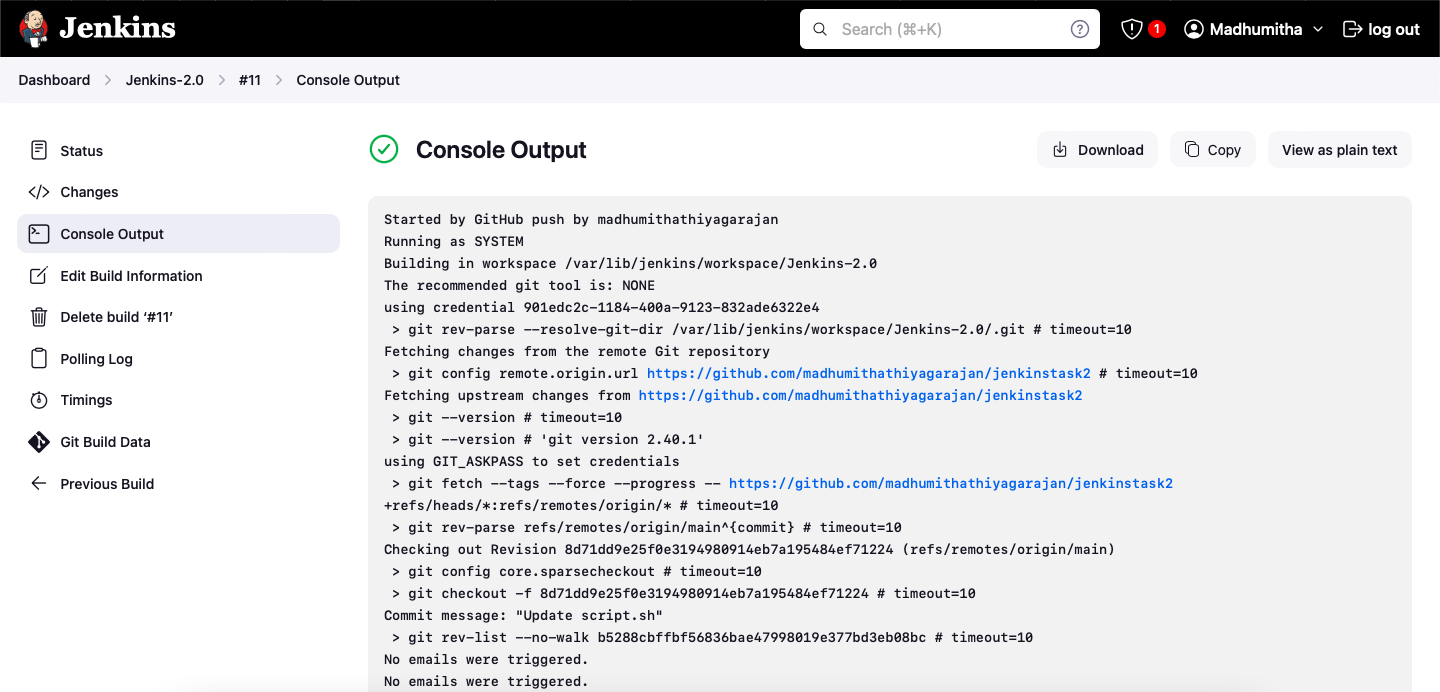 Jenkins
Search (⌘+K)
?
1
Madhumitha
log out
Dashboard > Jenkins-2.0 > #11 > Console Output
Status
Changes
Console Output
Edit Build Information
Delete build ‘#11’
Polling Log
Timings
Git Build Data
Previous Build
Console Output
Download
Copy
View as plain text
Started by GitHub push by madhumithathiyagarajan
Running as SYSTEM
Building in workspace /var/lib/jenkins/workspace/Jenkins-2.0
The recommended git tool is: NONE
using credential 901edc2c-1184-400a-9123-832ade6322e4
 > git rev-parse --resolve-git-dir /var/lib/jenkins/workspace/Jenkins-2.0/.git # timeout=10
Fetching changes from the remote Git repository
 > git config remote.origin.url https://github.com/madhumithathiyagarajan/jenkinstask2 # timeout=10
Fetching upstream changes from https://github.com/madhumithathiyagarajan/jenkinstask2
 > git --version # timeout=10
 > git --version # 'git version 2.40.1'
using GIT_ASKPASS to set credentials
 > git fetch --tags --force --progress -- https://github.com/madhumithathiyagarajan/jenkinstask2
+refs/heads/*:refs/remotes/origin/* # timeout=10
 > git rev-parse refs/remotes/origin/main^{commit} # timeout=10
Checking out Revision 8d71dd9e25f0e3194980914eb7a195484ef71224 (refs/remotes/origin/main)
 > git config core.sparsecheckout # timeout=10
 > git checkout -f 8d71dd9e25f0e3194980914eb7a195484ef71224 # timeout=10
Commit message: "Update script.sh"
 > git rev-list --no-walk b5288cbffbf56836bae47998019e377bd3eb08bc # timeout=10
No emails were triggered.
No emails were triggered.